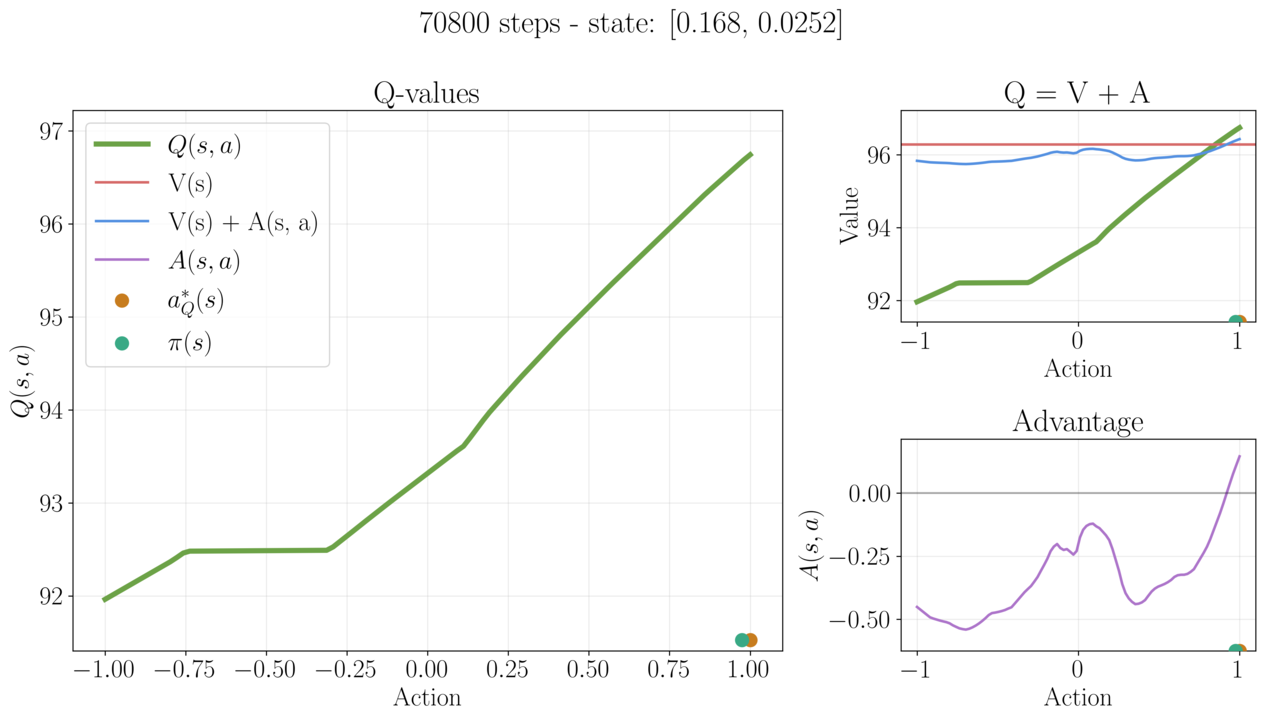 70800 steps - state: [0.168, 0.0252]
Q-values
97
96
95
94
93
92
Q(s, a)
Q(s, a)
V(s)
V(s) + A(s, a)
A(s, a)
a*_Q(s)
π(s)
−1.00 −0.75 −0.50 −0.25 0.00 0.25 0.50 0.75 1.00
Action
Q = V + A
96
94
92
Value
−1 0 1
Action
Advantage
0.00
−0.25
−0.50
A(s, a)
−1 0 1
Action